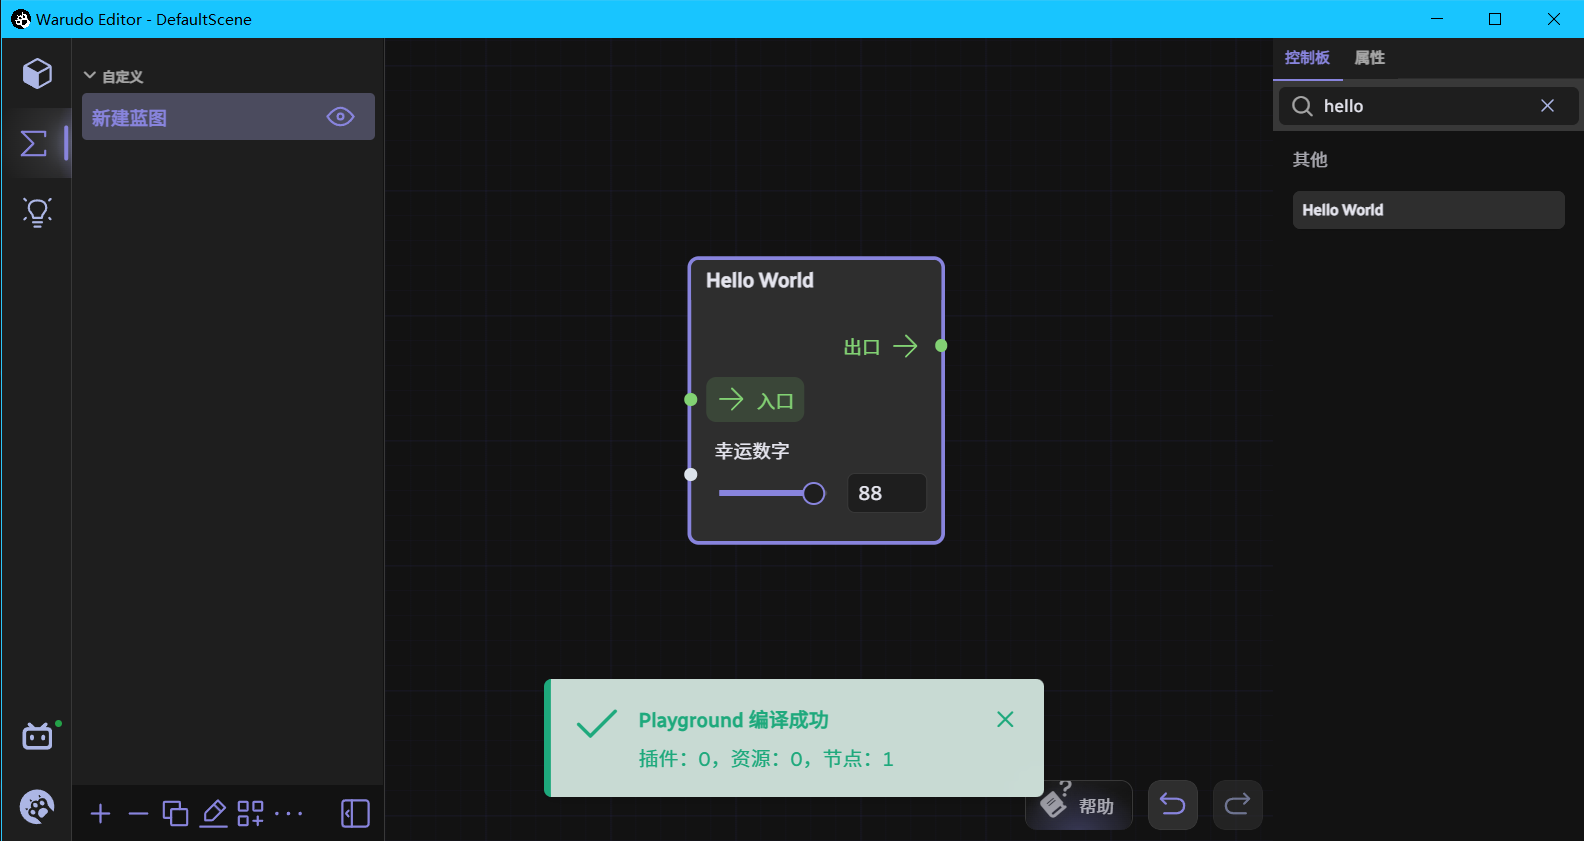 Warudo Editor - DefaultScene
自定义
新建蓝图
控制板 属性
hello
其他
Hello World
Hello World
出口
入口
幸运数字
88
Playground 编译成功
插件：0，资源：0，节点：1
? 帮助